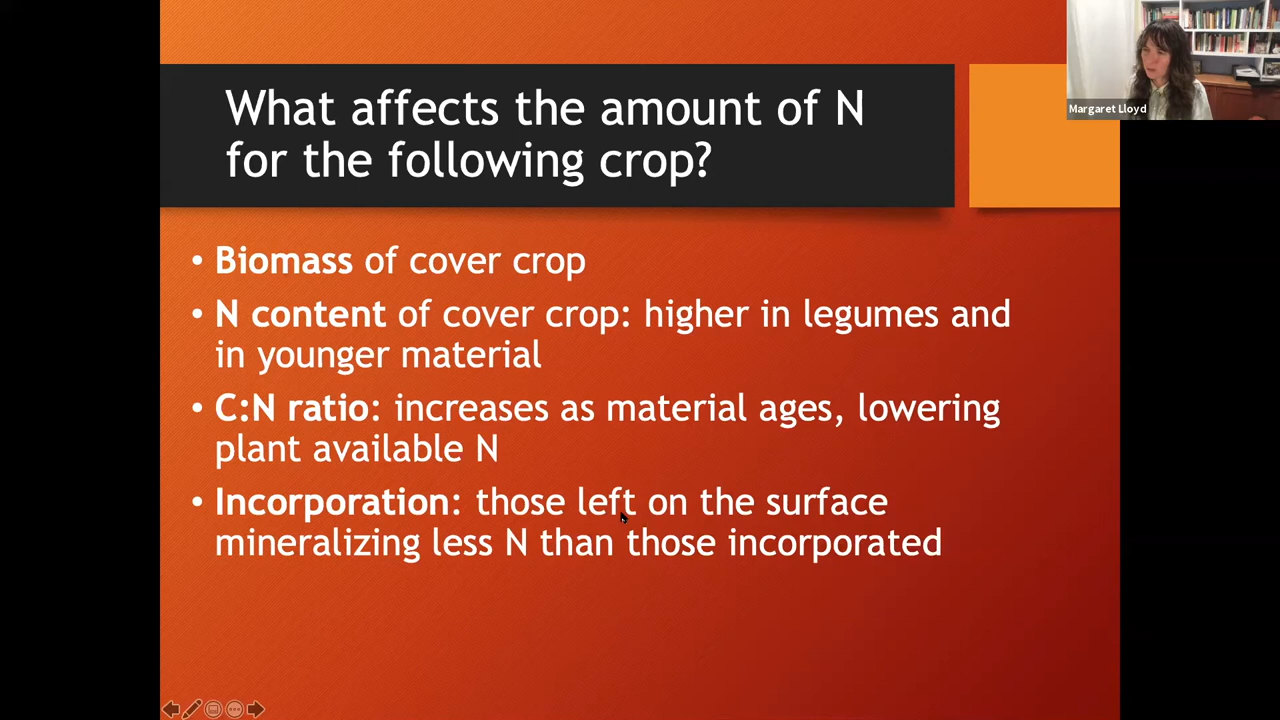 What affects the amount of N
for the following crop?
Margaret Lloyd
• Biomass of cover crop
• N content of cover crop: higher in legumes and
in younger material
• C:N ratio: increases as material ages, lowering
plant available N
• Incorporation: those left on the surface
mineralizing less N than those incorporated